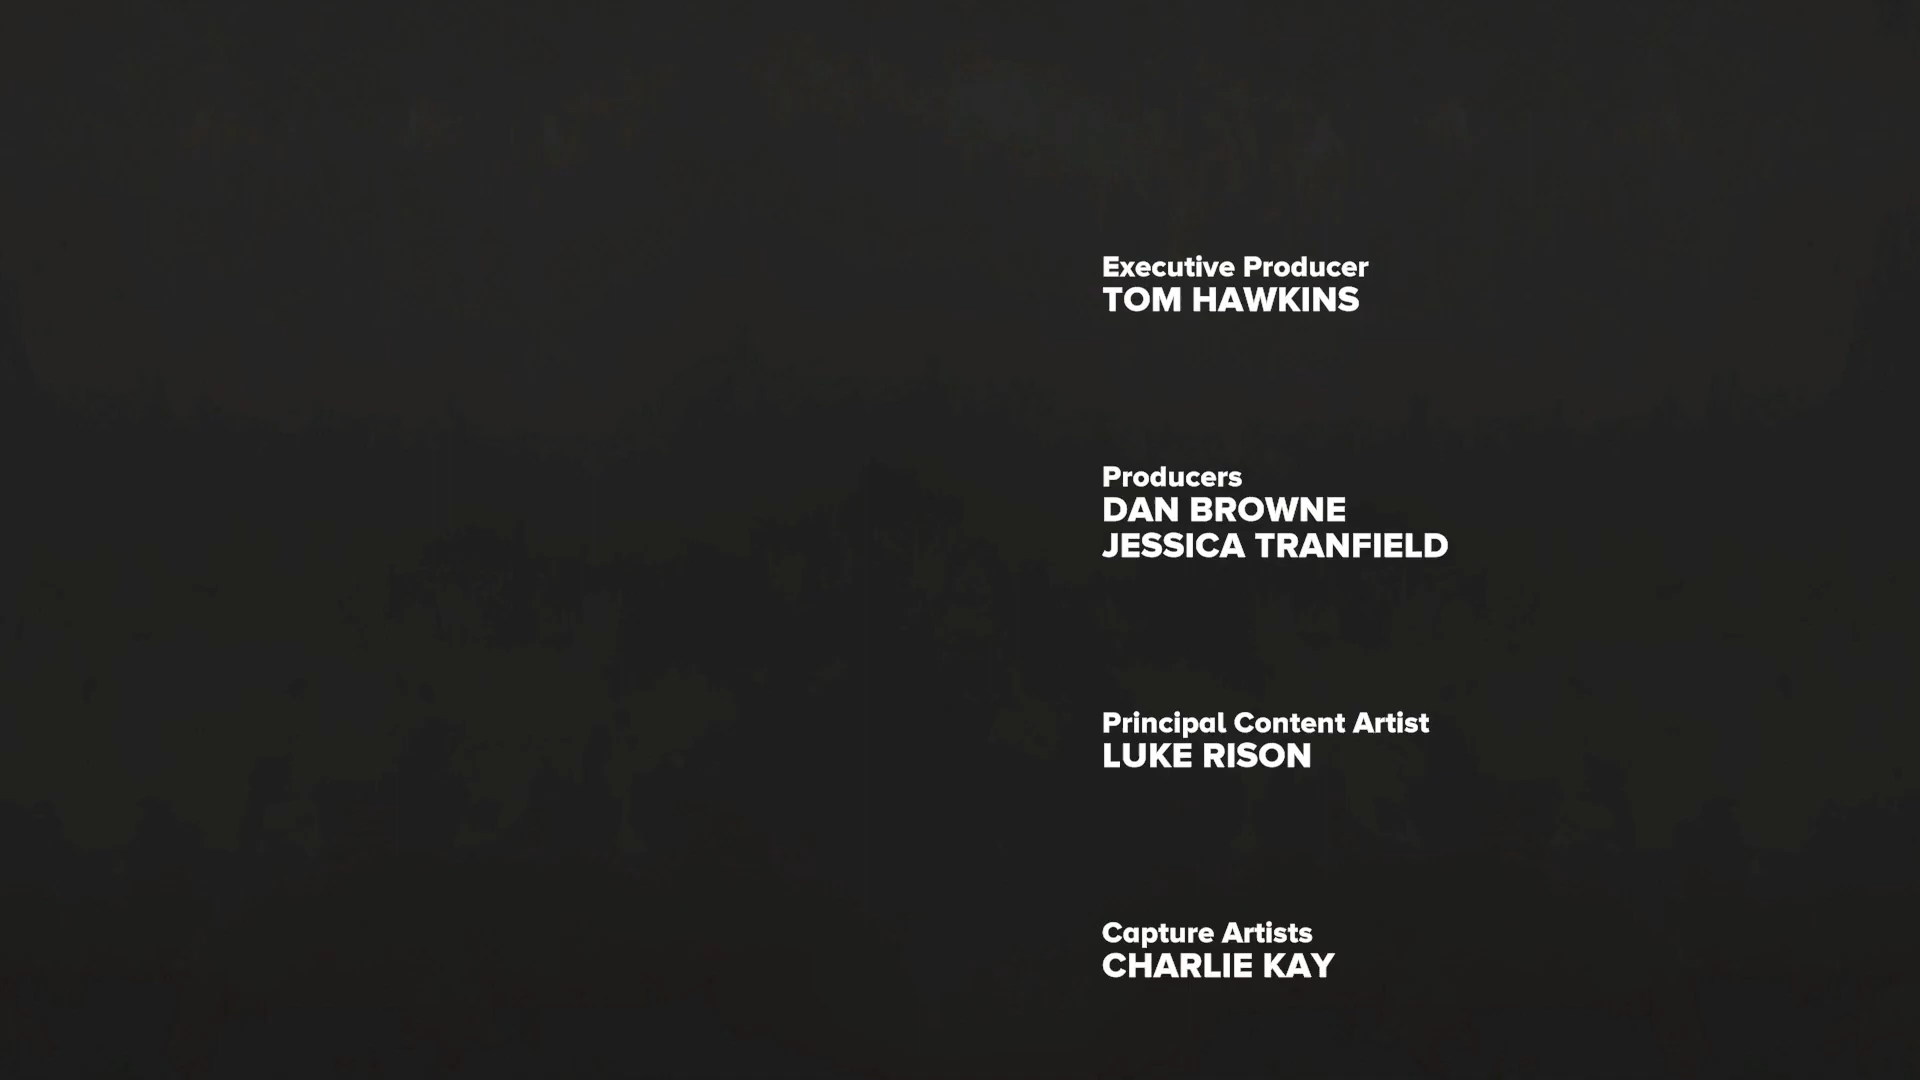 Executive Producer
TOM HAWKINS
Producers
DAN BROWNE
JESSICA TRANFIELD
Principal Content Artist
LUKE RISON
Capture Artists
CHARLIE KAY